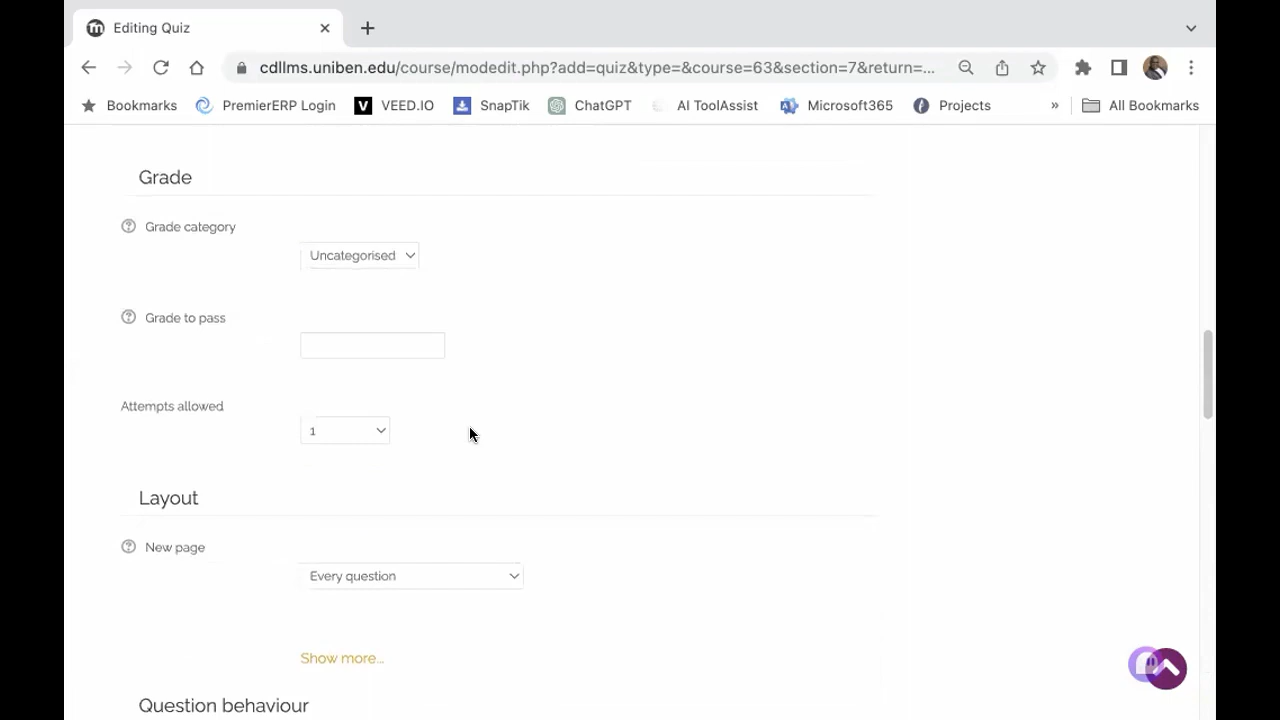 Editing Quiz
cdllms.uniben.edu/course/modedit.php?add=quiz&type=&course=63&section=7&return=...
Bookmarks PremierERP Login VEED.IO SnapTik ChatGPT AI ToolAssist Microsoft365 Projects » All Bookmarks
Grade
Grade category
Uncategorised
Grade to pass
Attempts allowed
1
Layout
New page
Every question
Show more...
Question behaviour